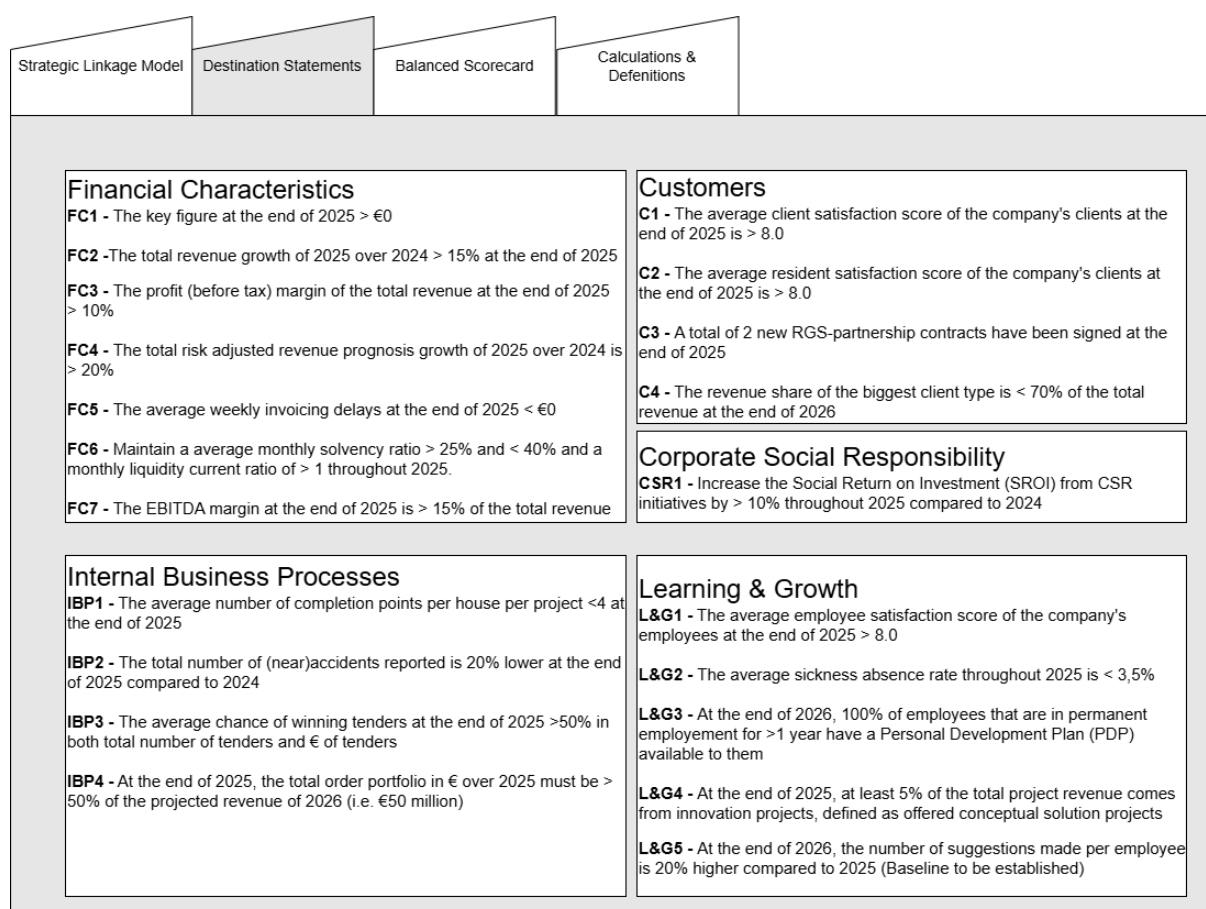 Strategic Linkage Model
Destination Statements
Balanced Scorecard
Calculations &
Defenitions
Financial Characteristics
FC1 - The key figure at the end of 2025 > €0
FC2 -The total revenue growth of 2025 over 2024 > 15% at the end of 2025
FC3 - The profit (before tax) margin of the total revenue at the end of 2025
> 10%
FC4 - The total risk adjusted revenue prognosis growth of 2025 over 2024 is
> 20%
FC5 - The average weekly invoicing delays at the end of 2025 < €0
FC6 - Maintain a average monthly solvency ratio > 25% and < 40% and a
monthly liquidity current ratio of > 1 throughout 2025.
FC7 - The EBITDA margin at the end of 2025 is > 15% of the total revenue
Customers
C1 - The average client satisfaction score of the company's clients at the
end of 2025 is > 8.0
C2 - The average resident satisfaction score of the company's clients at
the end of 2025 is > 8.0
C3 - A total of 2 new RGS-partnership contracts have been signed at the
end of 2025
C4 - The revenue share of the biggest client type is < 70% of the total
revenue at the end of 2026
Corporate Social Responsibility
CSR1 - Increase the Social Return on Investment (SROI) from CSR
initiatives by > 10% throughout 2025 compared to 2024
Internal Business Processes
IBP1 - The average number of completion points per house per project <4 at
the end of 2025
IBP2 - The total number of (near)accidents reported is 20% lower at the end
of 2025 compared to 2024
IBP3 - The average chance of winning tenders at the end of 2025 >50% in
both total number of tenders and € of tenders
IBP4 - At the end of 2025, the total order portfolio in € over 2025 must be >
50% of the projected revenue of 2026 (i.e. €50 million)
Learning & Growth
L&G1 - The average employee satisfaction score of the company's
employees at the end of 2025 > 8.0
L&G2 - The average sickness absence rate throughout 2025 is < 3,5%
L&G3 - At the end of 2026, 100% of employees that are in permanent
employement for >1 year have a Personal Development Plan (PDP)
available to them
L&G4 - At the end of 2025, at least 5% of the total project revenue comes
from innovation projects, defined as offered conceptual solution projects
L&G5 - At the end of 2026, the number of suggestions made per employee
is 20% higher compared to 2025 (Baseline to be established)